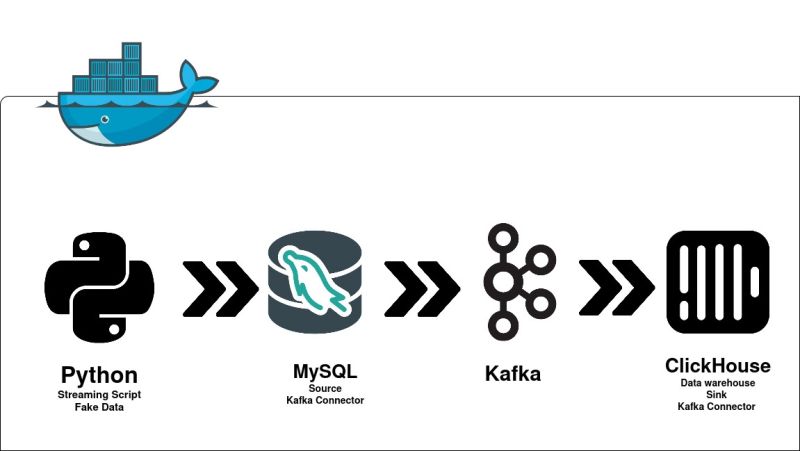 Python
Streaming Script
Fake Data
MySQL
Source
Kafka Connector
Kafka
ClickHouse
Data warehouse
Sink
Kafka Connector